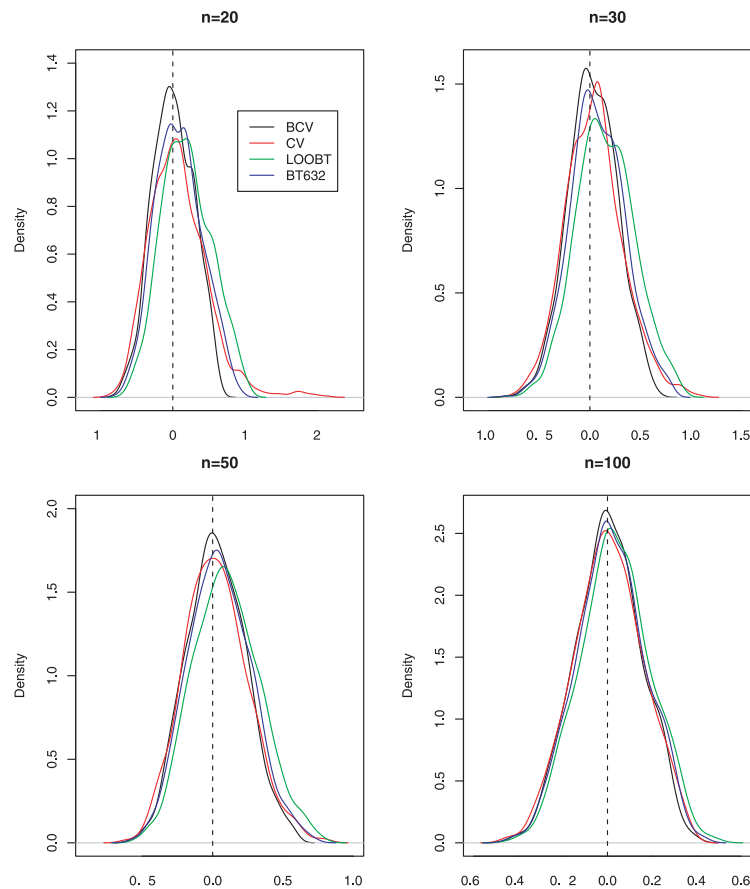 n=20
n=30
Density
0.0 0.2 0.4 0.6 0.8 1.0 1.2 1.4
BCV
CV
LOOBT
BT632
1 0 1 2
Density
0.0 0.5 1.0 1.5
1.0 0. 5 0.0 0.5 1.0 1.5
n=50
n=100
Density
0.0 0.5 1.0 1.5 2.0
0. 5 0.0 0.5 1.0
Density
0.0 0.5 1.0 1.5 2.0 2.5
0.6 0.4 0. 2 0.0 0.2 0.4 0.6